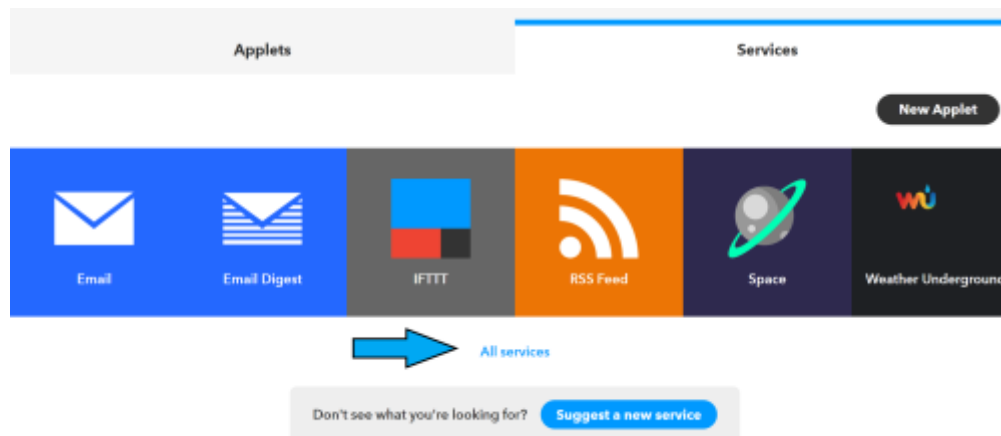 Applets
Services
New Applet
wu
Email
Email Digest
IFTTT
RSS Feed
Space
Weather Underground
All services
Don't see what you're looking for?
Suggest a new service